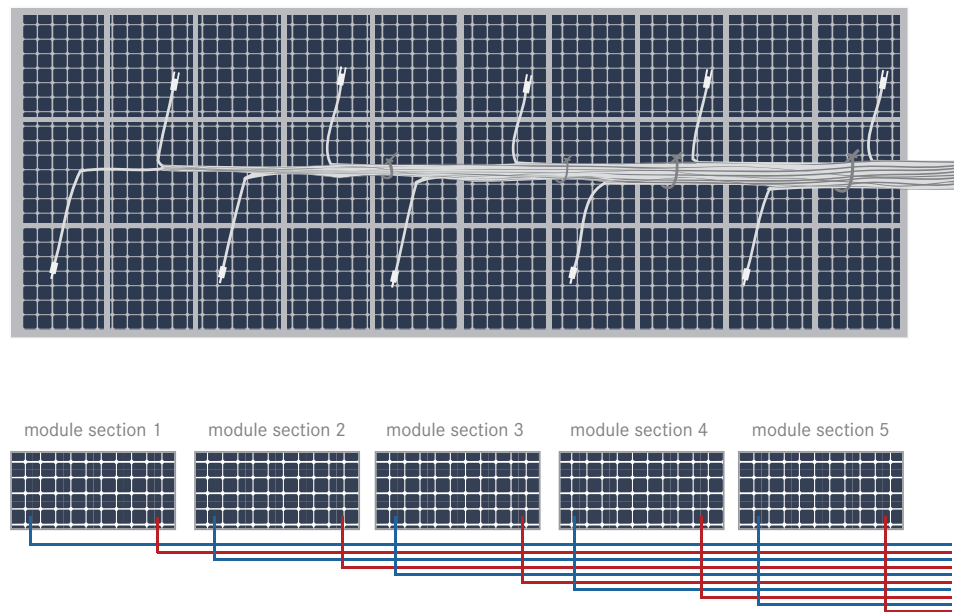 module section 1
module section 2
module section 3
module section 4
module section 5